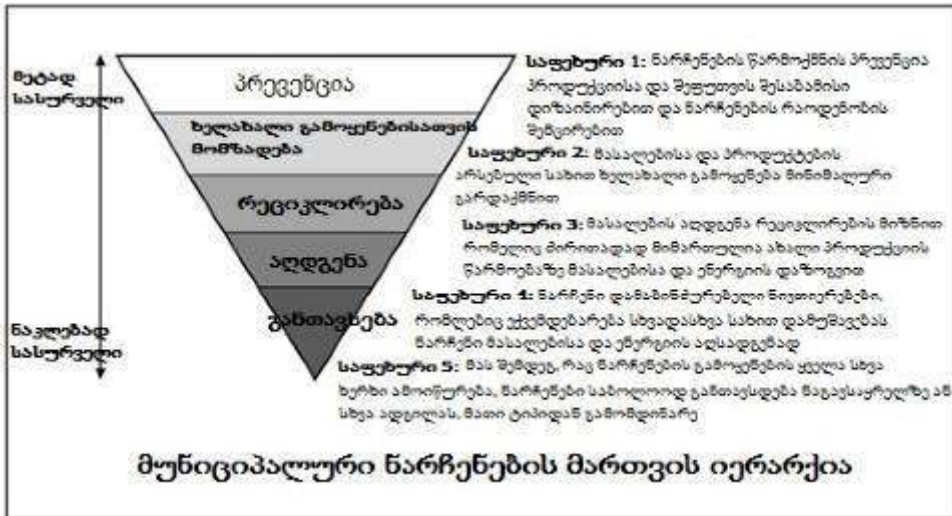 მეტად
სასურველი
ნაკლებად
სასურველი
პრევენცია
ხელახალი გამოყენებისათვის
მომზადება
რეციკლირება
აღდგენა
განთავსება
საფეხური 1: ნარჩენების წარმოქმნის პრევენცია
პროდუქციისა და შეფუთვის შესაბამისი
დიზაინირებით და ნარჩენების რაოდენობის
შემცირებით
საფეხური 2: მასალებისა და პროდუქტების
არსებული სახით ხელახალი გამოყენება მინიმალური
გარდაქმნით
საფეხური 3: მასალების აღდგენა რეციკლირების მიზნით
რომელიც ძირითადად მიმართულია ახალი პროდუქციის
წარმოებაზე მასალებისა და ენერგიის დაზოგვით
საფეხური 4: ნარჩენი დამაბინძურებელი ნივთიერებები,
რომლებიც ექვემდებარება სხვადასხვა სახით დამუშავებას
ნარჩენი მასალებისა და ენერგიის აღსადგენად
საფეხური 5: მას შემდეგ, რაც ნარჩენების გამოყენების ყველა სხვა
ხერხი ამოიწურება, ნარჩენები საბოლოოდ განთავსდება ნაგავსაყრელზე ან
სხვა ადგილას, მათი ტიპიდან გამომდინარე
მუნიციპალური ნარჩენების მართვის იერარქია